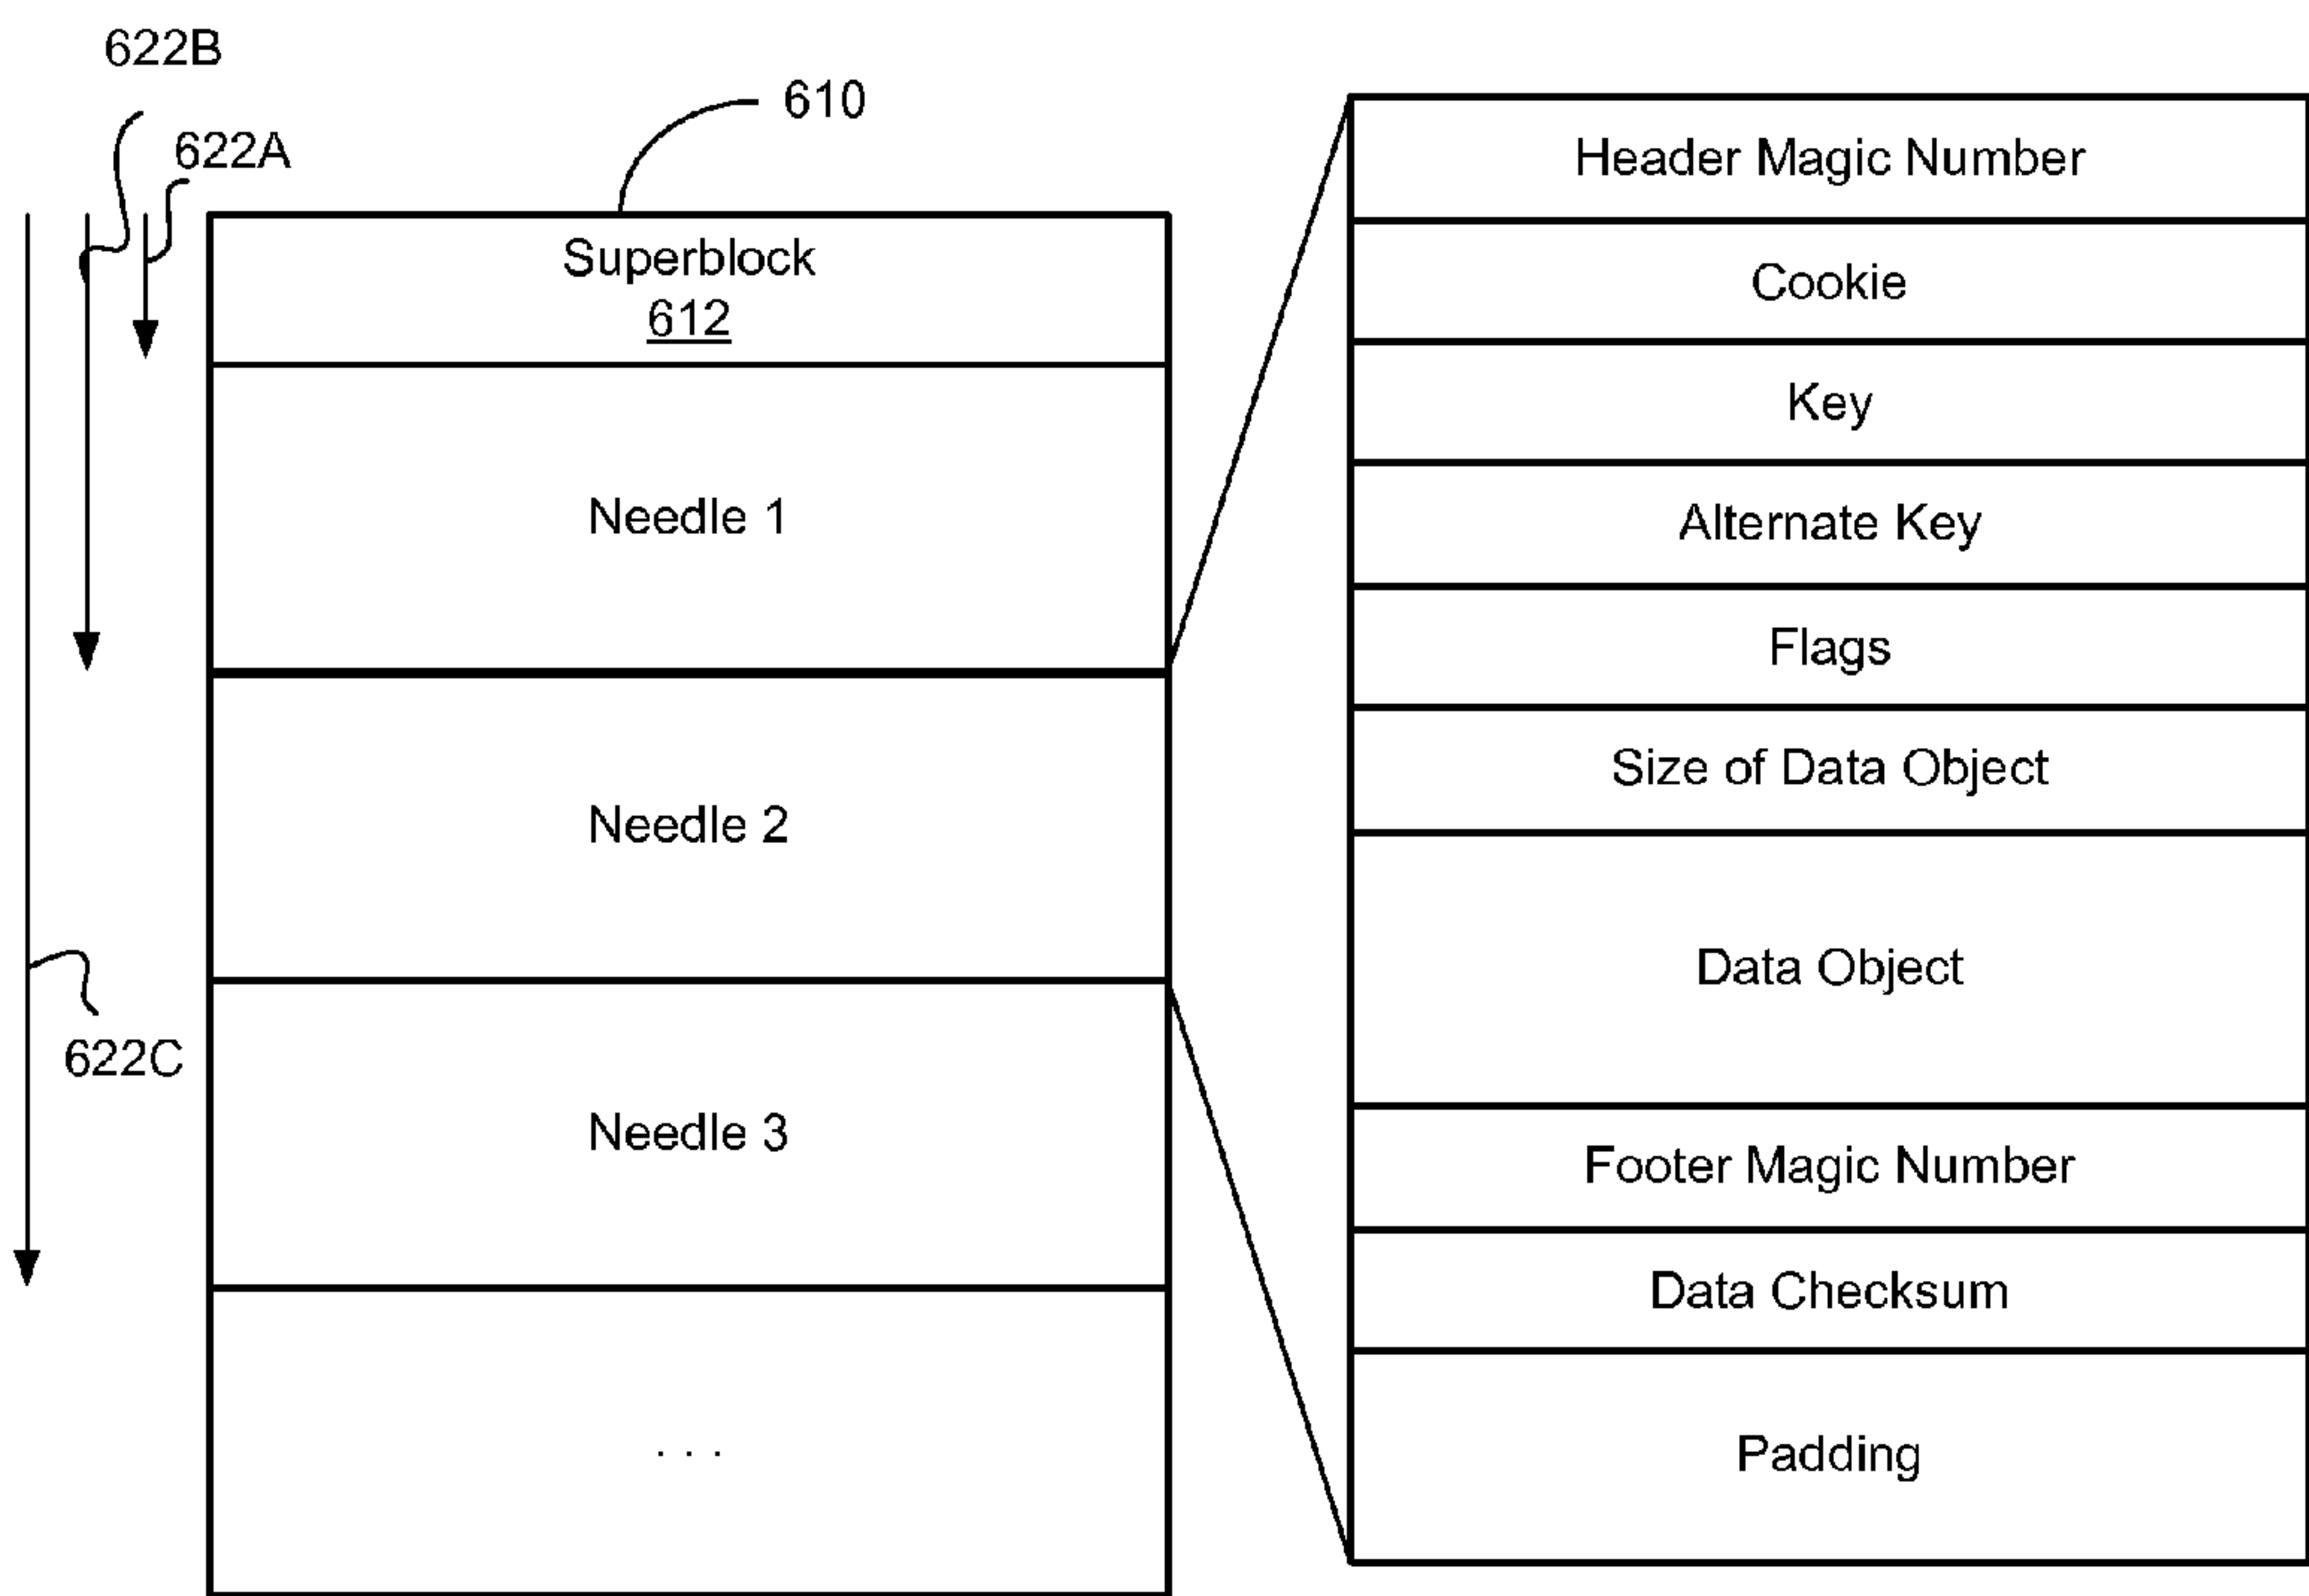 622B
610
622A
Superblock
612
Needle 1
Needle 2
622C
Needle 3
. . .
Header Magic Number
Cookie
Key
Alternate Key
Flags
Size of Data Object
Data Object
Footer Magic Number
Data Checksum
Padding